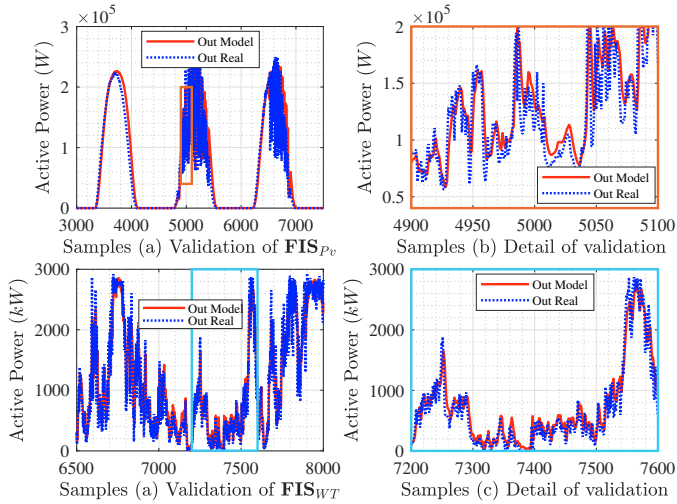 ×10⁵
Active Power (W)
3
2
1
0
Out Model
Out Real
3000 4000 5000 6000 7000
Samples (a) Validation of FIS_Pv
×10⁵
Active Power (W)
2
1.5
1
0.5
Out Model
Out Real
4900 4950 5000 5050 5100
Samples (b) Detail of validation
Active Power (kW)
3000
2000
1000
0
Out Model
Out Real
6500 7000 7500 8000
Samples (a) Validation of FIS_WT
Active Power (kW)
3000
2000
1000
0
Out Model
Out Real
7200 7300 7400 7500 7600
Samples (c) Detail of validation